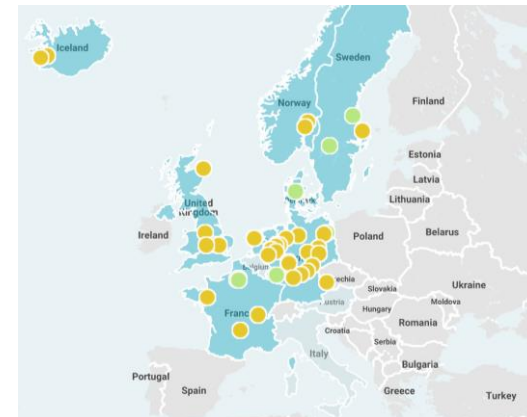 Iceland
Sweden
Finland
Norway
Estonia
Latvia
Lithuania
United
Kingdom
Ireland
Belarus
Poland
Belgium
Ukraine
Slovakia
Austria
Moldova
Hungary
France
Romania
Croatia
Serbia
Italy
Bulgaria
Portugal
Spain
Greece
Turkey